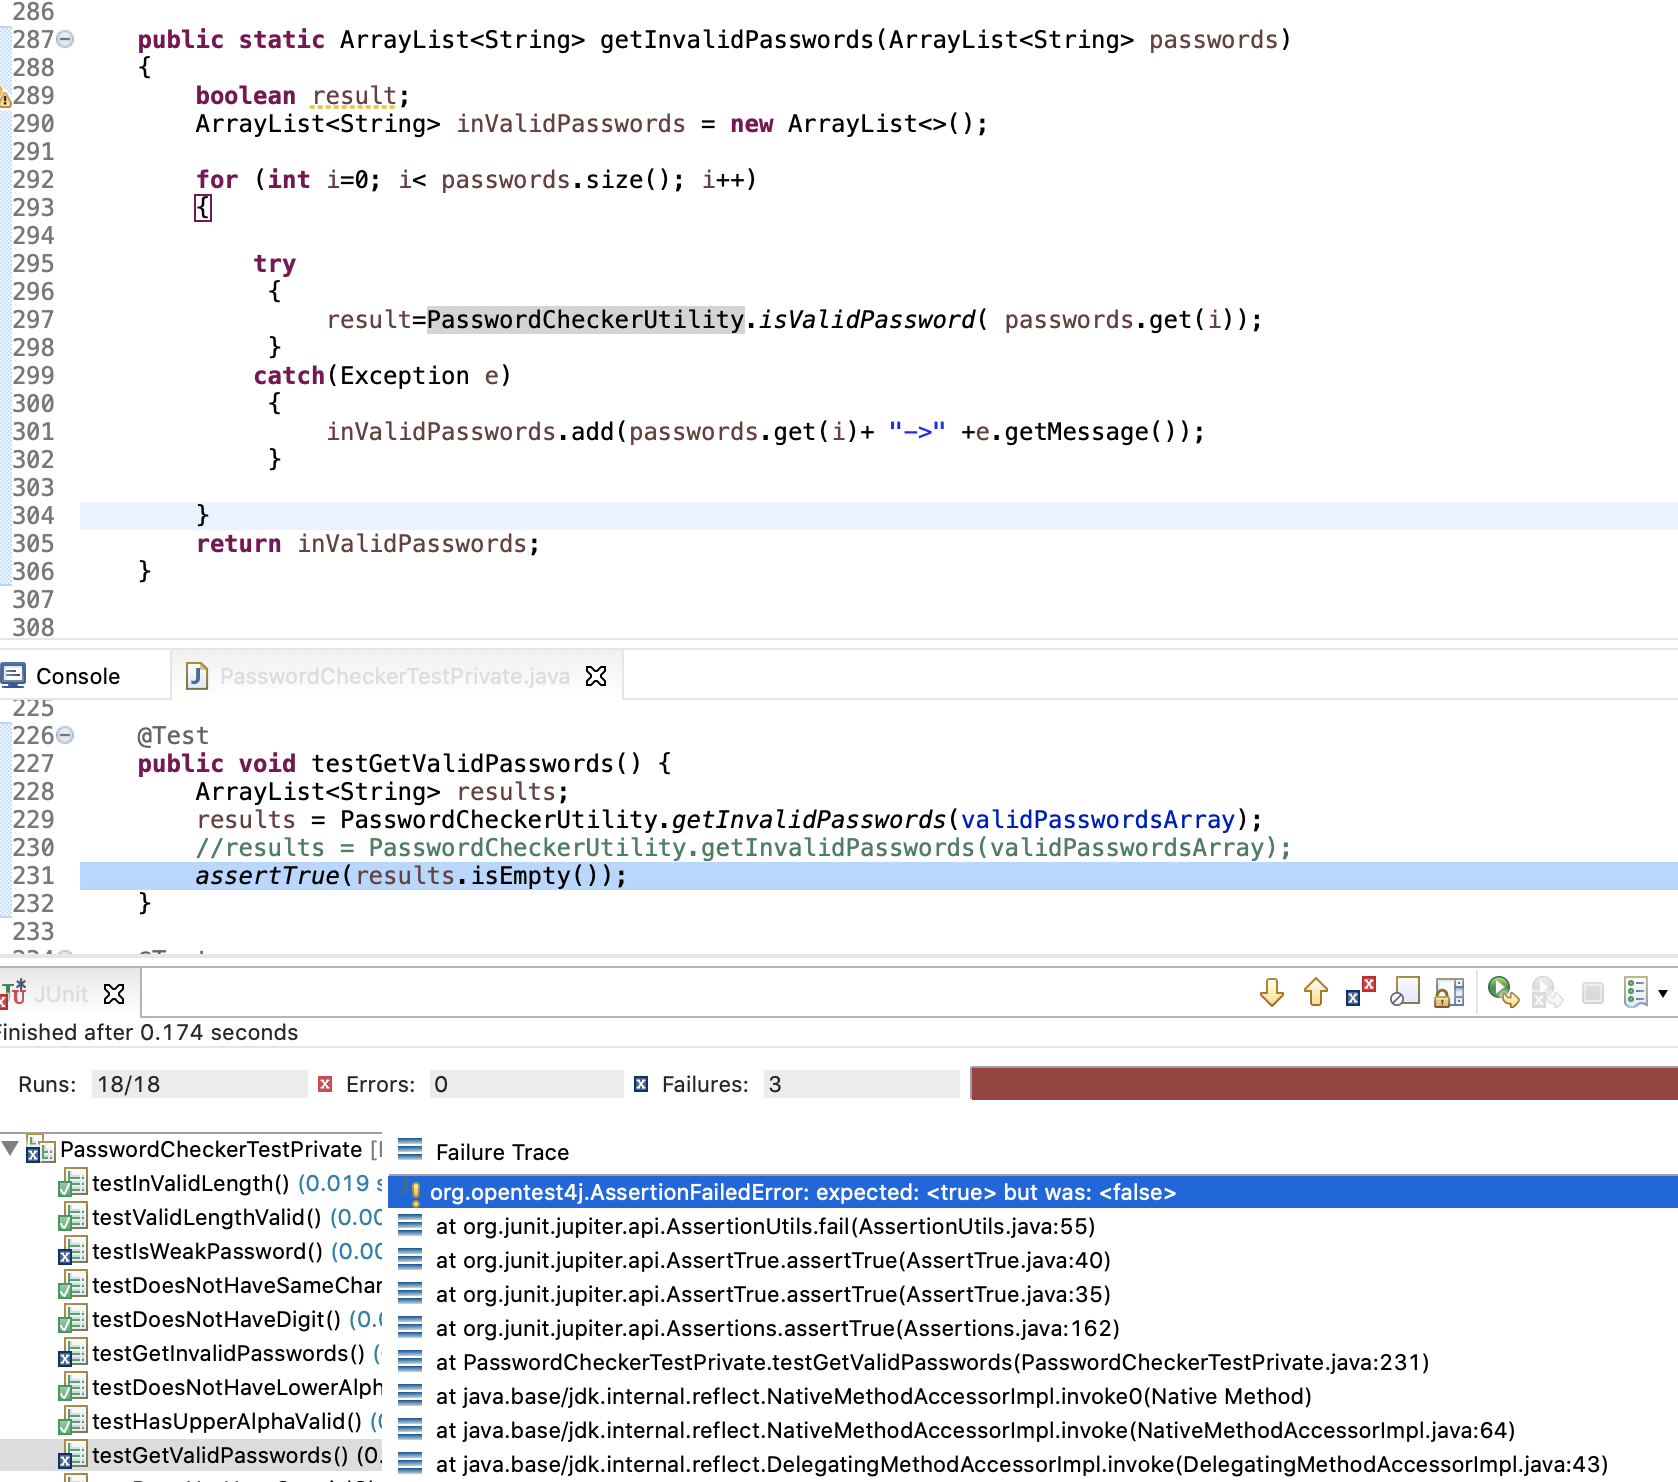 286
287 public static ArrayList<String> getInvalidPasswords(ArrayList<String> passwords)
288 {
289 boolean result;
290 ArrayList<String> inValidPasswords = new ArrayList<>();
291
292 for (int i=0; i< passwords.size(); i++)
293 {
294
295 try
296 {
297 result=PasswordCheckerUtility.isValidPassword( passwords.get(i));
298 }
299 catch(Exception e)
300 {
301 inValidPasswords.add(passwords.get(i)+ "->" +e.getMessage());
302 }
303
304 }
305 return inValidPasswords;
306 }
307
308
Console PasswordCheckerTestPrivate.java
225
226 @Test
227 public void testGetValidPasswords() {
228 ArrayList<String> results;
229 results = PasswordCheckerUtility.getInvalidPasswords(validPasswordsArray);
230 //results = PasswordCheckerUtility.getInvalidPasswords(validPasswordsArray);
231 assertTrue(results.isEmpty());
232 }
233
JUnit
inished after 0.174 seconds
Runs: 18/18 Errors: 0 Failures: 3
PasswordCheckerTestPrivate [
testInValidLength() (0.019 s
testValidLengthValid() (0.00
testIsWeakPassword() (0.00
testDoesNotHaveSameChar
testDoesNotHaveDigit() (0.0
testGetInvalidPasswords() (
testDoesNotHaveLowerAlph
testHasUpperAlphaValid() (0
testGetValidPasswords() (0.
Failure Trace
org.opentest4j.AssertionFailedError: expected: <true> but was: <false>
at org.junit.jupiter.api.AssertionUtils.fail(AssertionUtils.java:55)
at org.junit.jupiter.api.AssertTrue.assertTrue(AssertTrue.java:40)
at org.junit.jupiter.api.AssertTrue.assertTrue(AssertTrue.java:35)
at org.junit.jupiter.api.Assertions.assertTrue(Assertions.java:162)
at PasswordCheckerTestPrivate.testGetValidPasswords(PasswordCheckerTestPrivate.java:231)
at java.base/jdk.internal.reflect.NativeMethodAccessorImpl.invoke0(Native Method)
at java.base/jdk.internal.reflect.NativeMethodAccessorImpl.invoke(NativeMethodAccessorImpl.java:64)
at java.base/jdk.internal.reflect.DelegatingMethodAccessorImpl.invoke(DelegatingMethodAccessorImpl.java:43)